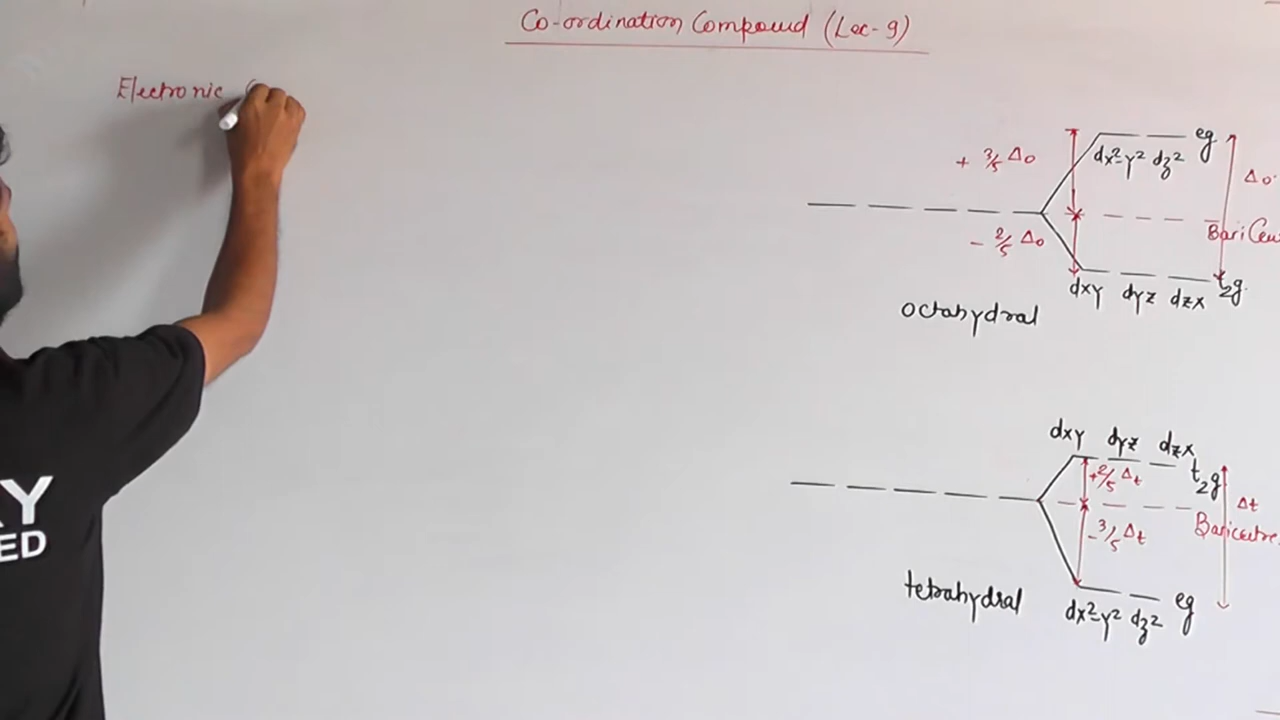 Co-ordination Compound (Lec-9)
Electronic
+ 3/5 Δo
eg
dx²-y² dz²
Δo
- 2/5 Δo
t2g
dxy dyz dzx
octahydral
dxy dyz dzx
t2g
+2/5 Δt
Δt
Baricentre
-3/5 Δt
tetrahydral
eg
dx²-y² dz²